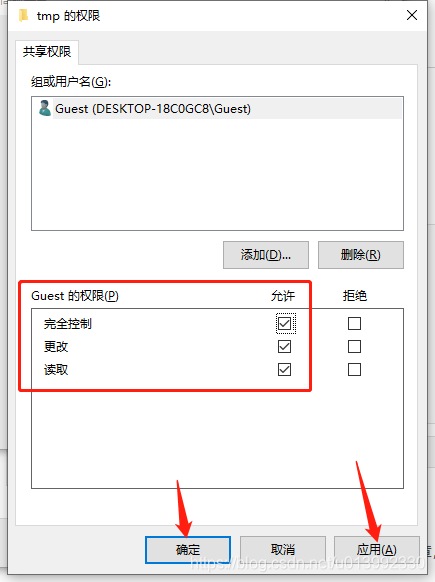 tmp 的权限
共享权限
组或用户名(G):
Guest (DESKTOP-18C0GC8\Guest)
添加(D)...
删除(R)
Guest 的权限(P) 允许 拒绝
完全控制
更改
读取
确定 取消 应用(A)
https://blog.csdn.net/u013992330